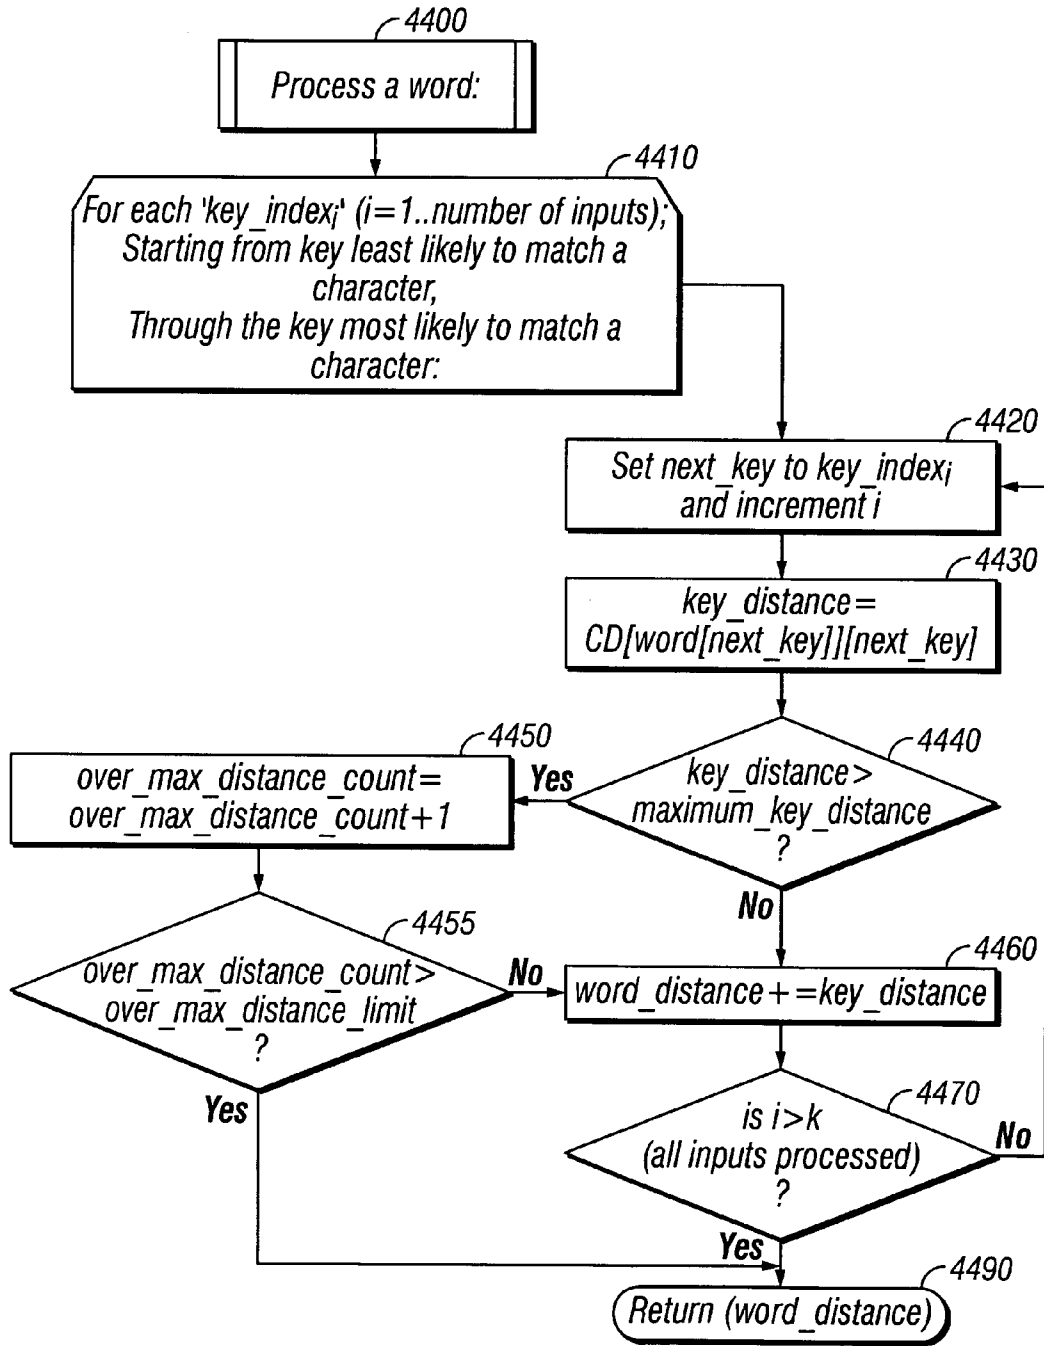 4400
Process a word:
4410
For each 'key_indexi' (i=1..number of inputs);
Starting from key least likely to match a
character,
Through the key most likely to match a
character:
4420
Set next_key to key_indexi
and increment i
4430
key_distance=
CD[word[next_key]][next_key]
4440
key_distance>
maximum_key_distance
?
Yes
No
4450
over_max_distance_count=
over_max_distance_count+1
4455
over_max_distance_count>
over_max_distance_limit
?
No
Yes
4460
word_distance+=key_distance
4470
is i>k
(all inputs processed)
?
No
Yes
4490
Return (word_distance)